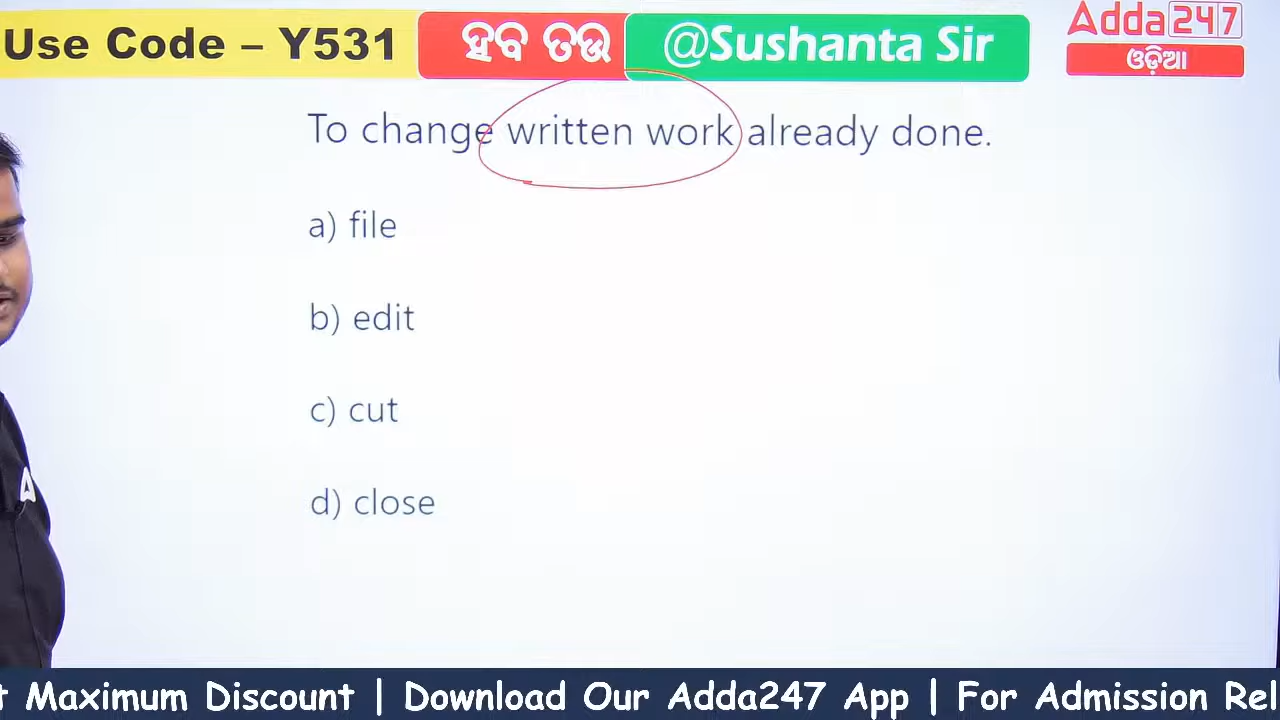 Use Code – Y531 ହବ ତଉ @Sushanta Sir Adda247
ଓଡ଼ିଆ
To change written work already done.
a) file
b) edit
c) cut
d) close
t Maximum Discount | Download Our Adda247 App | For Admission Rel